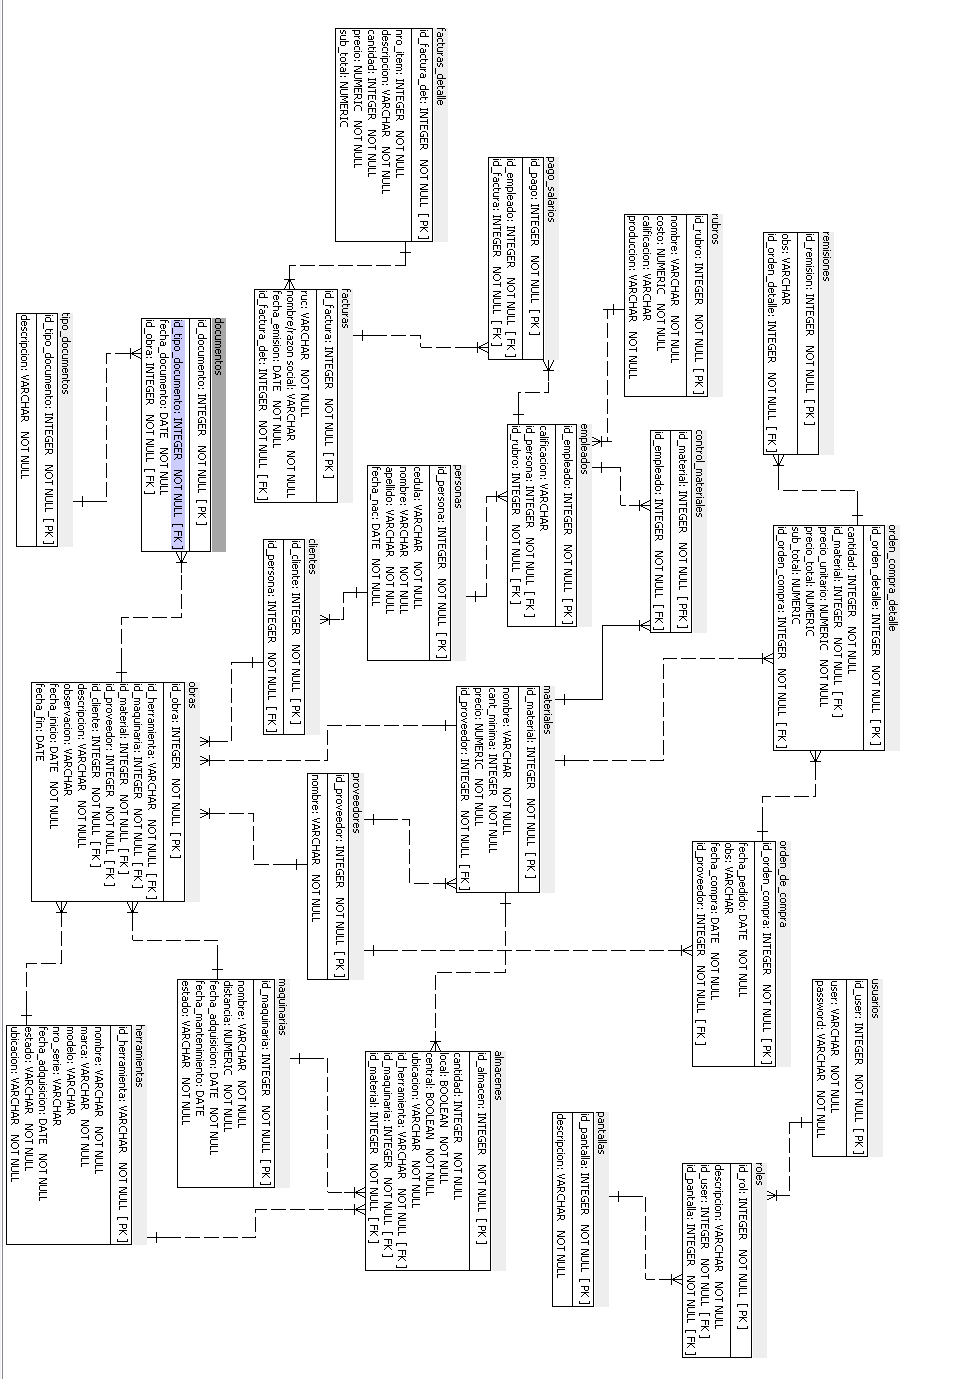 remisiones
id_remision: INTEGER NOT NULL [ PK ]
obs: VARCHAR
id_orden_detalle: INTEGER NOT NULL [ FK ]
orden_compra_detalle
id_orden_detalle: INTEGER NOT NULL [ PK ]
cantidad: INTEGER NOT NULL
id_material: INTEGER NOT NULL [ FK ]
precio_unitario: NUMERIC NOT NULL
precio_total: NUMERIC
sub_total: NUMERIC
id_orden_compra: INTEGER NOT NULL [ FK ]
usuarios
id_user: INTEGER NOT NULL [ PK ]
user: VARCHAR NOT NULL
password: VARCHAR NOT NULL
orden_de_compra
id_orden_compra: INTEGER NOT NULL [ PK ]
fecha_pedido: DATE NOT NULL
obs: VARCHAR
fecha_compra: DATE NOT NULL
id_proveedor: INTEGER NOT NULL [ FK ]
roles
id_rol: INTEGER NOT NULL [ PK ]
descripcion: VARCHAR NOT NULL
id_user: INTEGER NOT NULL [ FK ]
id_pantalla: INTEGER NOT NULL [ FK ]
rubros
id_rubro: INTEGER NOT NULL [ PK ]
nombre: VARCHAR NOT NULL
costo: NUMERIC NOT NULL
calificacion: VARCHAR
produccion: VARCHAR NOT NULL
control_materiales
id_material: INTEGER NOT NULL [ PFK ]
id_empleado: INTEGER NOT NULL [ FK ]
pantallas
id_pantalla: INTEGER NOT NULL [ PK ]
descripcion: VARCHAR NOT NULL
empleados
id_empleado: INTEGER NOT NULL [ PK ]
calificacion: VARCHAR
id_persona: INTEGER NOT NULL [ FK ]
id_rubro: INTEGER NOT NULL [ FK ]
pago_salarios
id_pago: INTEGER NOT NULL [ PK ]
id_empleado: INTEGER NOT NULL [ FK ]
id_factura: INTEGER NOT NULL [ FK ]
materiales
id_material: INTEGER NOT NULL [ PK ]
nombre: VARCHAR NOT NULL
cant_minima: INTEGER NOT NULL
precio: NUMERIC NOT NULL
id_proveedor: INTEGER NOT NULL [ FK ]
almacenes
id_almacen: INTEGER NOT NULL [ PK ]
cantidad: INTEGER NOT NULL
local: BOOLEAN NOT NULL
central: BOOLEAN NOT NULL
ubicacion: VARCHAR NOT NULL
id_herramienta: VARCHAR NOT NULL [ FK ]
id_maquinaria: INTEGER NOT NULL [ FK ]
id_material: INTEGER NOT NULL [ FK ]
facturas_detalle
id_factura_det: INTEGER NOT NULL [ PK ]
nro_item: INTEGER NOT NULL
descripcion: VARCHAR NOT NULL
cantidad: INTEGER NOT NULL
precio: NUMERIC NOT NULL
sub_total: NUMERIC
personas
id_persona: INTEGER NOT NULL [ PK ]
cedula: VARCHAR NOT NULL
nombre: VARCHAR NOT NULL
apellido: VARCHAR NOT NULL
fecha_nac: DATE NOT NULL
facturas
id_factura: INTEGER NOT NULL [ PK ]
ruc: VARCHAR NOT NULL
nombre/razon social: VARCHAR NOT NULL
fecha_emision: DATE NOT NULL
id_factura_det: INTEGER NOT NULL [ FK ]
proveedores
id_proveedor: INTEGER NOT NULL [ PK ]
nombre: VARCHAR NOT NULL
clientes
id_cliente: INTEGER NOT NULL [ PK ]
id_persona: INTEGER NOT NULL [ FK ]
maquinarias
id_maquinaria: INTEGER NOT NULL [ PK ]
nombre: VARCHAR NOT NULL
distancia: NUMERIC NOT NULL
fecha_adquisicion: DATE NOT NULL
fecha_mantenimiento: DATE
estado: VARCHAR NOT NULL
documentos
id_documento: INTEGER NOT NULL [ PK ]
id_tipo_documento: INTEGER NOT NULL [ FK ]
fecha_documento: DATE NOT NULL
id_obra: INTEGER NOT NULL [ FK ]
obras
id_obra: INTEGER NOT NULL [ PK ]
id_herramienta: VARCHAR NOT NULL [ FK ]
id_maquinaria: INTEGER NOT NULL [ FK ]
id_material: INTEGER NOT NULL [ FK ]
id_proveedor: INTEGER NOT NULL [ FK ]
id_cliente: INTEGER NOT NULL [ FK ]
descripcion: VARCHAR NOT NULL
observacion: VARCHAR
fecha_inicio: DATE NOT NULL
fecha_fin: DATE
herramientas
id_herramienta: VARCHAR NOT NULL [ PK ]
nombre: VARCHAR NOT NULL
marca: VARCHAR NOT NULL
modelo: VARCHAR
nro_serie: VARCHAR
fecha_adquisicion: DATE NOT NULL
estado: VARCHAR NOT NULL
ubicacion: VARCHAR NOT NULL
tipo_documentos
id_tipo_documento: INTEGER NOT NULL [ PK ]
descripcion: VARCHAR NOT NULL